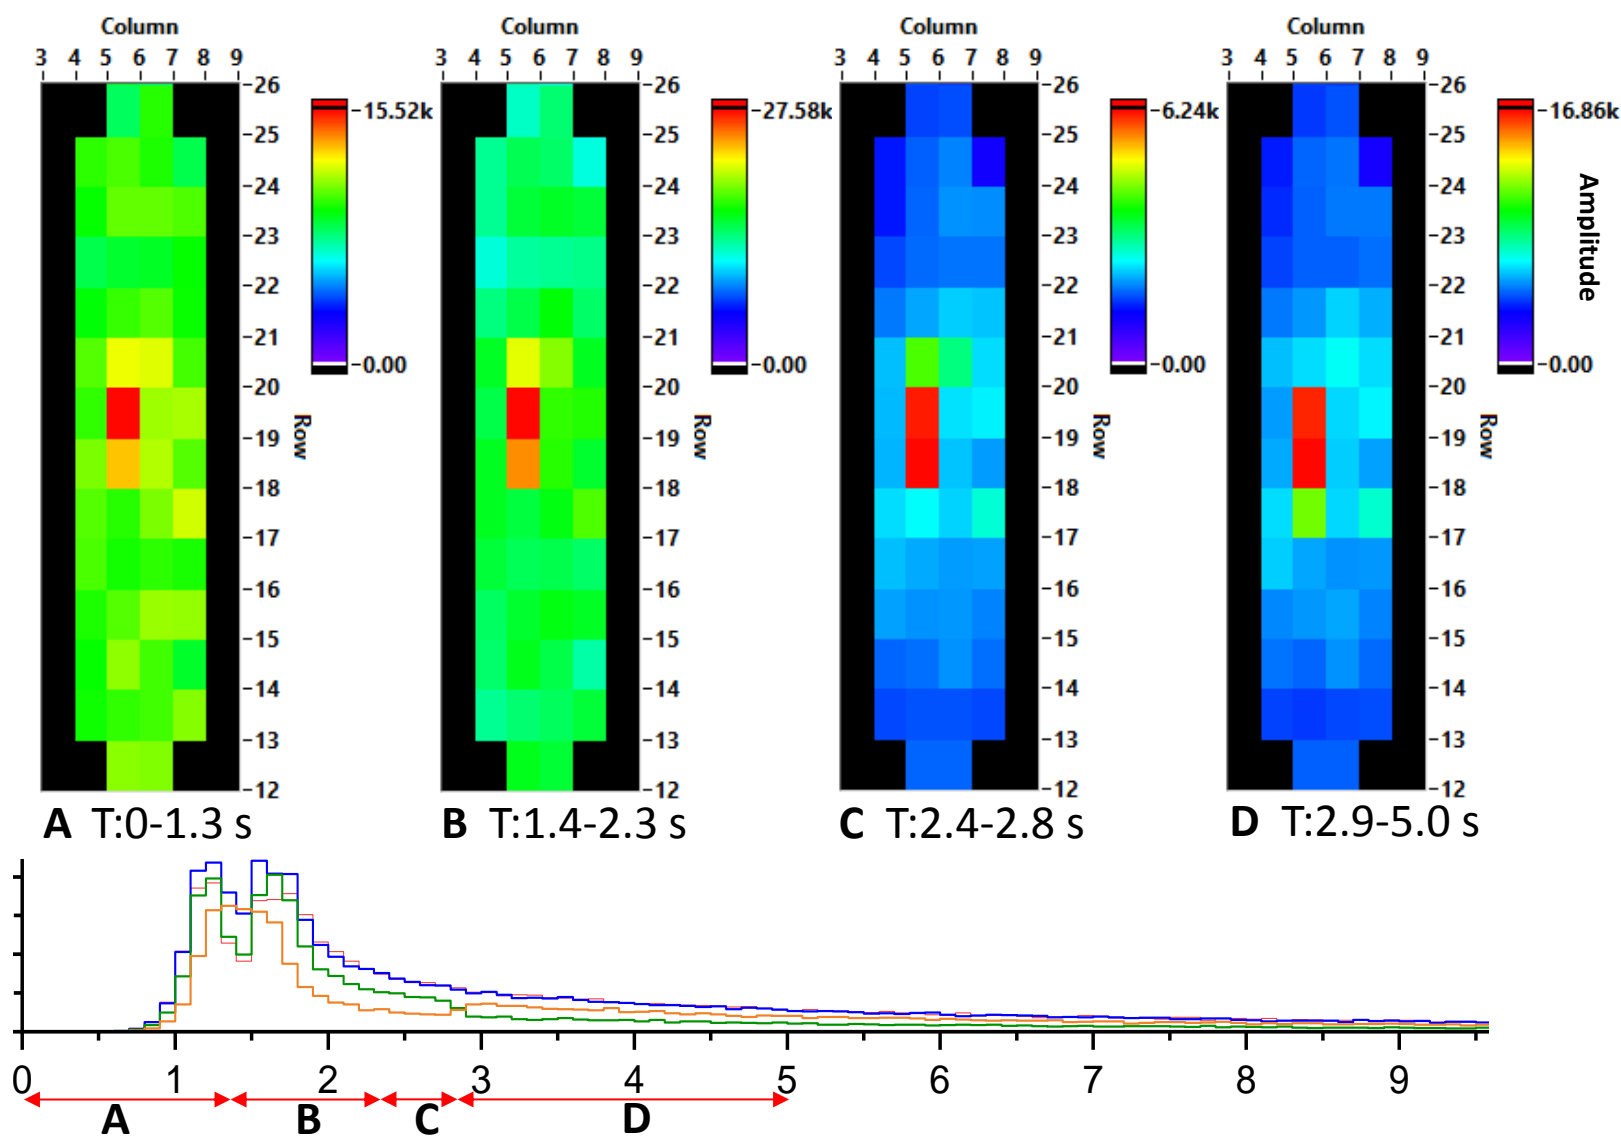 Column Column Column Column
3 4 5 6 7 8 9 3 4 5 6 7 8 9 3 4 5 6 7 8 9 3 4 5 6 7 8 9
26 26 26 26
15.52k 27.58k 6.24k 16.86k
25 25 25 25
24 24 24 24
Amplitude
23 23 23 23
22 22 22 22
21 21 21 21
0.00 0.00 0.00 0.00
20 20 20 20
19 19 19 19
Row Row Row Row
18 18 18 18
17 17 17 17
16 16 16 16
15 15 15 15
14 14 14 14
13 13 13 13
12 12 12 12
A T:0-1.3 s B T:1.4-2.3 s C T:2.4-2.8 s D T:2.9-5.0 s
0 1 2 3 4 5 6 7 8 9
A B C D